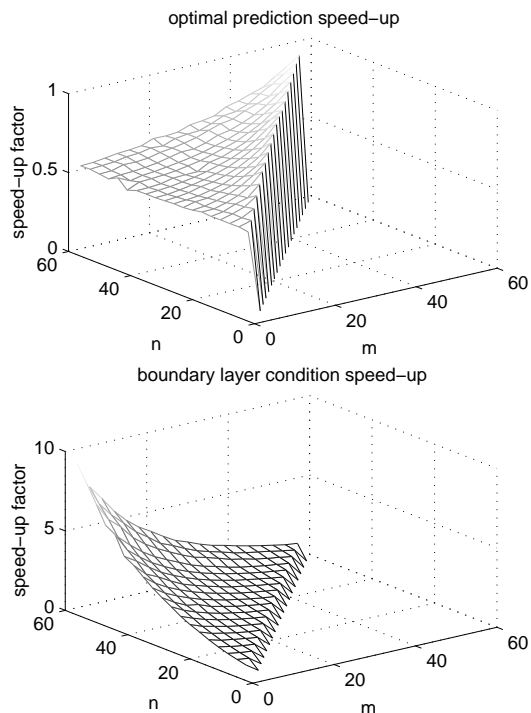 optimal prediction speed−up
1
0.5
0
speed−up factor
60
40
20
0
n
0
20
40
60
m
boundary layer condition speed−up
10
5
0
speed−up factor
60
40
20
0
n
0
20
40
60
m